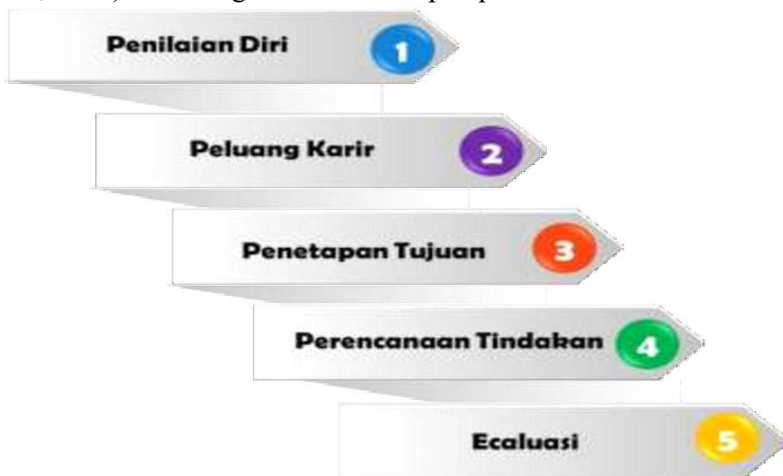 Penilaian Diri 1
Peluang Karir 2
Penetapan Tujuan 3
Perencanaan Tindakan 4
Ecaluasi 5